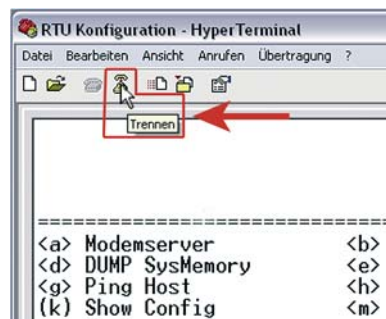 RTU Konfiguration - HyperTerminal
Datei Bearbeiten Ansicht Anrufen Übertragung ?
Trennen
==================================
<a> Modemserver <b>
<d> DUMP SysMemory <e>
<g> Ping Host <h>
(k) Show Config <m>